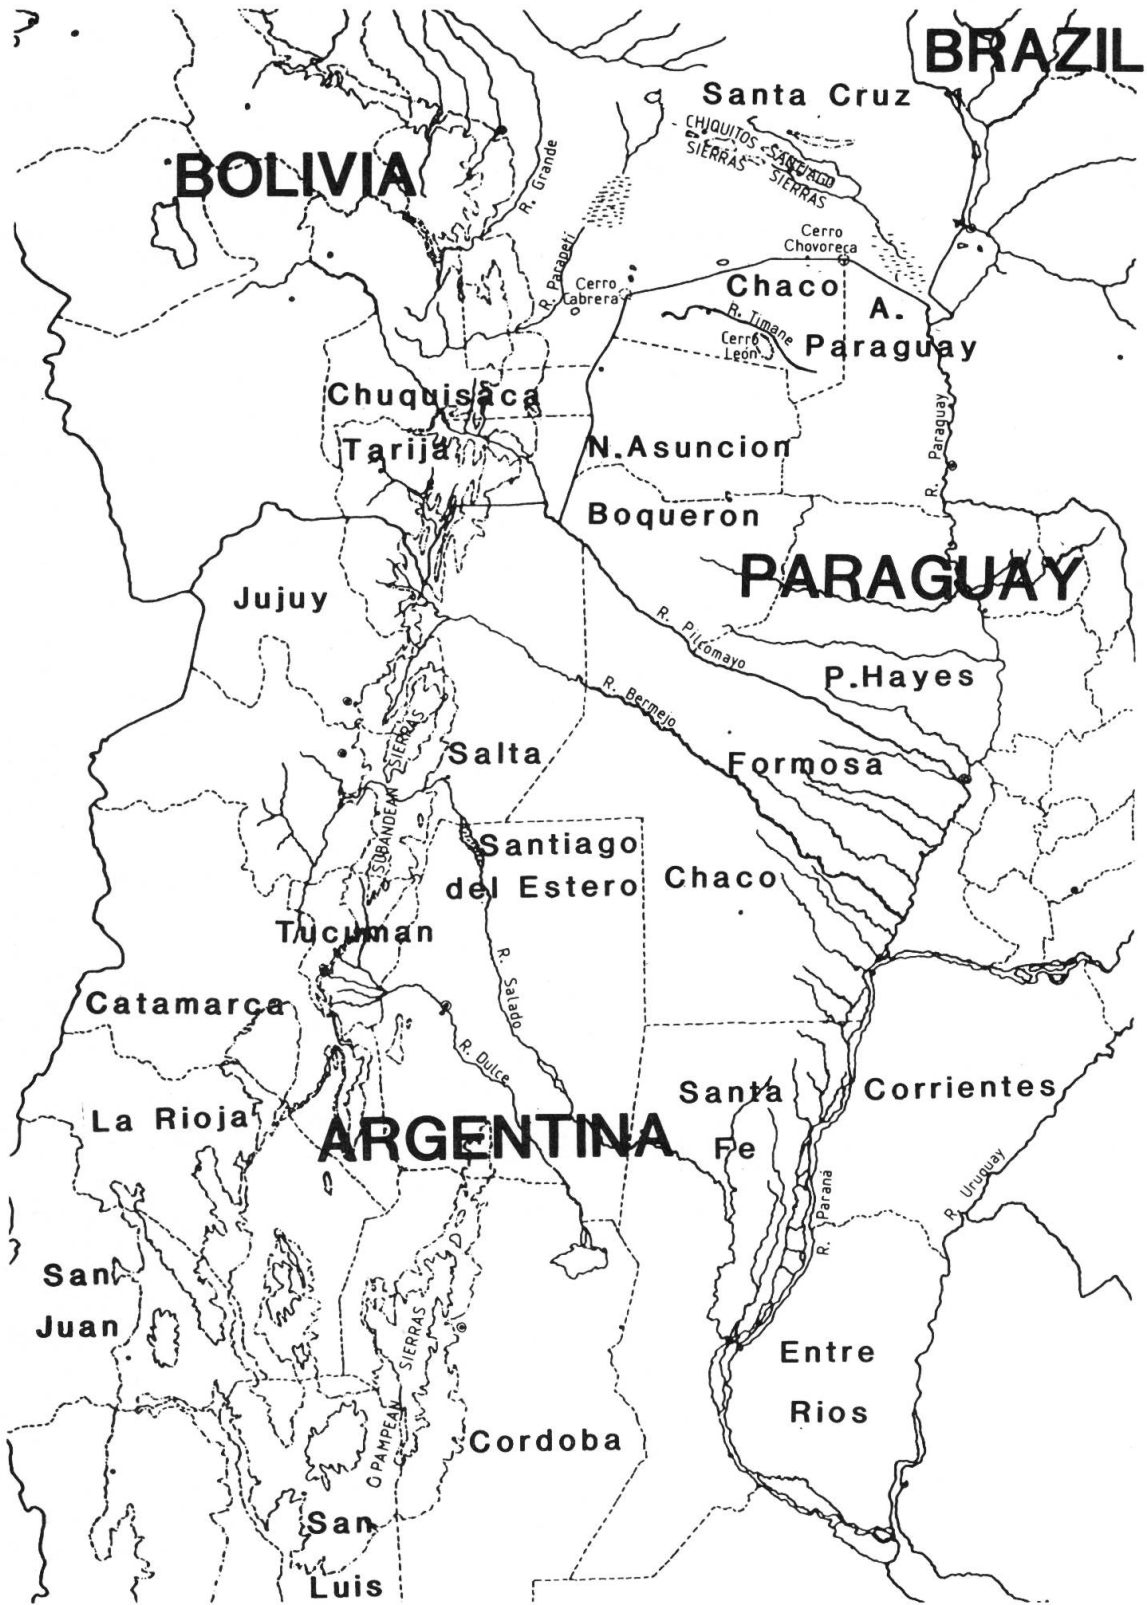 BRAZIL
Santa Cruz
CHIQUITOS
SIERRAS
SANTIAGO
SIERRAS
BOLIVIA
R. Grande
R. Parapeti
Cerro
Chovoreca
Cerro
Cabrera
Chaco
A.
Paraguay
R. Timane
Cerro
León
Chuquisaca
Tarija
N.Asuncion
R. Paraguay
Boqueron
PARAGUAY
Jujuy
R. Pilcomayo
P.Hayes
R. Bermejo
SUBANDEAN SIERRAS
Salta
Formosa
Santiago
del Estero
Chaco
Tucuman
R. Salado
Catamarca
R. Dulce
La Rioja
ARGENTINA
Santa
Fe
Corrientes
R. Paraná
R. Uruguay
San
Juan
PAMPEAN SIERRAS
Entre
Rios
Cordoba
San
Luis